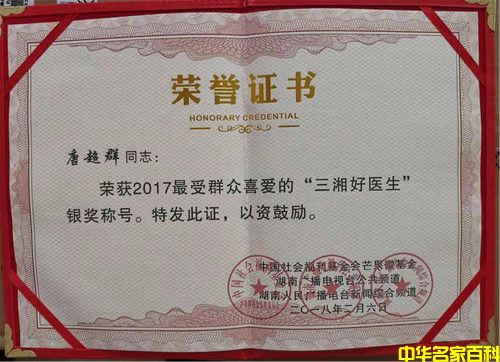 荣誉证书
HONORARY CREDENTIAL
唐超群同志：
荣获2017最受群众喜爱的“三湘好医生”
银奖称号。特发此证，以资鼓励。
中国社会福利基金会芒果微基金
湖南广播电视台公共频道
湖南人民广播电台新闻综合频道
二〇一八年二月六日
中华名家百科